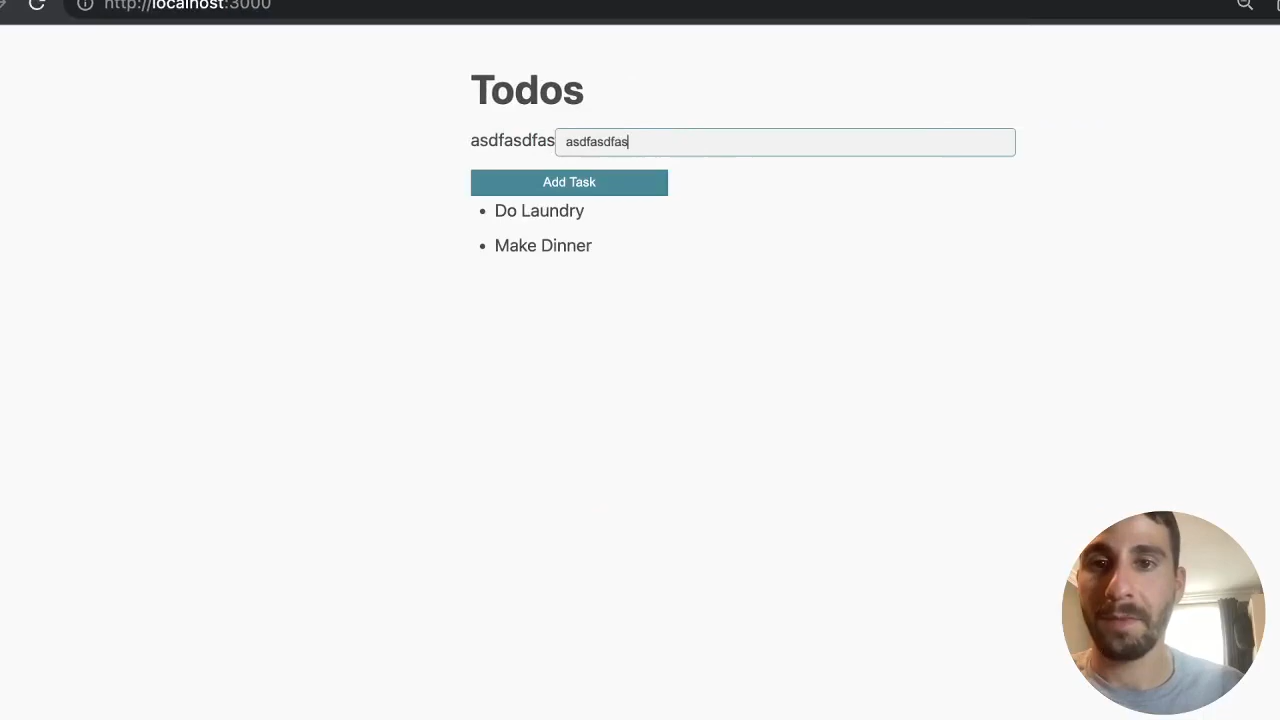 http://localhost:3000
Todos
asdfasdfas asdfasdfas
Add Task
• Do Laundry
• Make Dinner